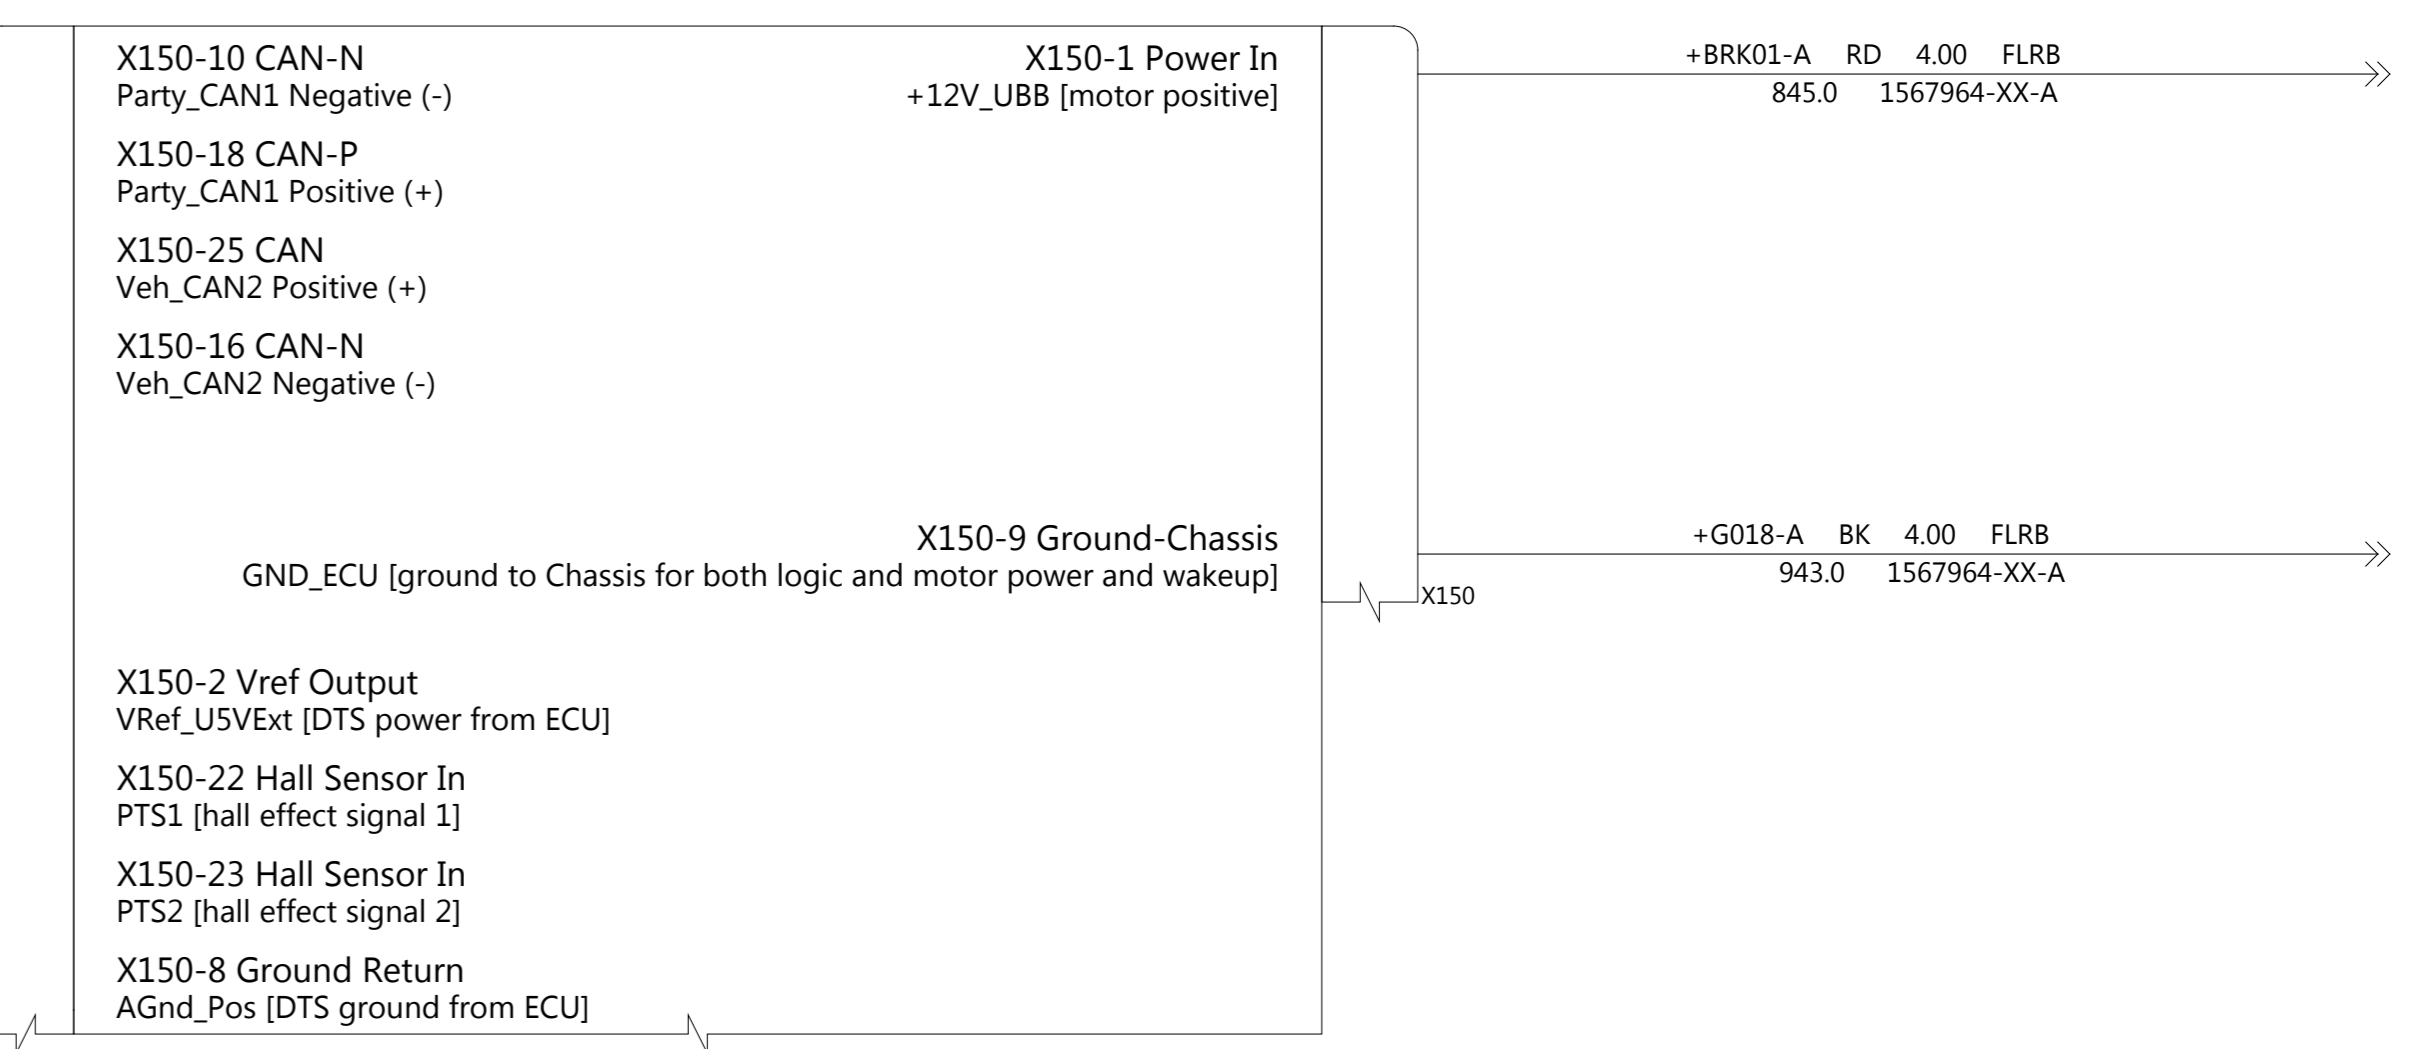 X150-10 CAN-N
Party_CAN1 Negative (-)
X150-18 CAN-P
Party_CAN1 Positive (+)
X150-25 CAN
Veh_CAN2 Positive (+)
X150-16 CAN-N
Veh_CAN2 Negative (-)
X150-1 Power In
+12V_UBB [motor positive]
+BRK01-A RD 4.00 FLRB
845.0 1567964-XX-A
X150-9 Ground-Chassis
GND_ECU [ground to Chassis for both logic and motor power and wakeup]
+G018-A BK 4.00 FLRB
943.0 1567964-XX-A
X150
X150-2 Vref Output
VRef_U5VExt [DTS power from ECU]
X150-22 Hall Sensor In
PTS1 [hall effect signal 1]
X150-23 Hall Sensor In
PTS2 [hall effect signal 2]
X150-8 Ground Return
AGnd_Pos [DTS ground from ECU]